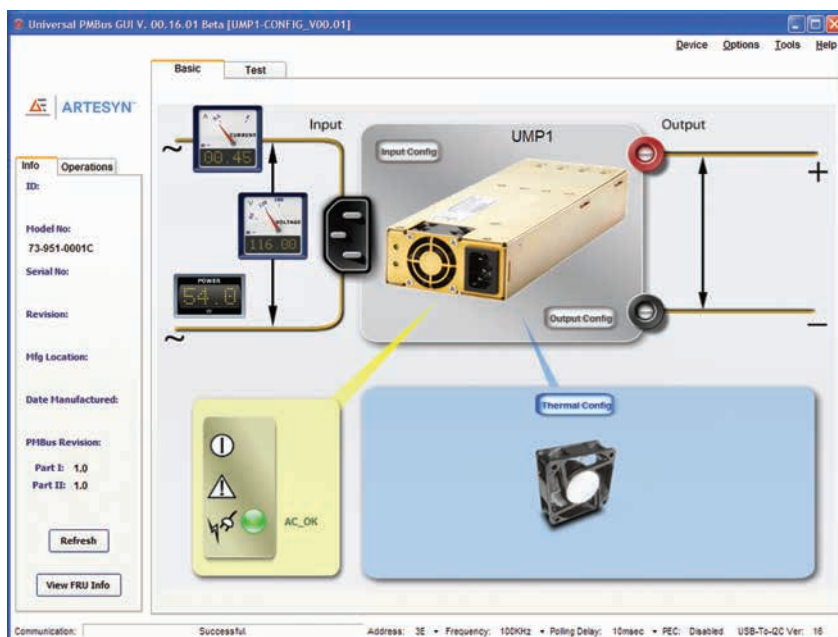 Universal PMBus GUI V. 00.16.01 Beta [UMP1-CONFIG_V00.01]
Device Options Tools Help
Basic Test
ARTESYN
Info Operations
ID:
Model No:
73-951-0001C
Serial No:
Revision:
Mfg Location:
Date Manufactured:
PMBus Revision:
Part I: 1.0
Part II: 1.0
Refresh
View FRU Info
Input
UMP1
Output
CURRENT
00.45
Input Config
VOLTAGE
116.00
POWER
54.0
Output Config
+
−
Thermal Config
AC_OK
Communication: Successful Address: 3E Frequency: 100KHz Polling Delay: 10msec PEC: Disabled USB-To-I2C Ver: 16